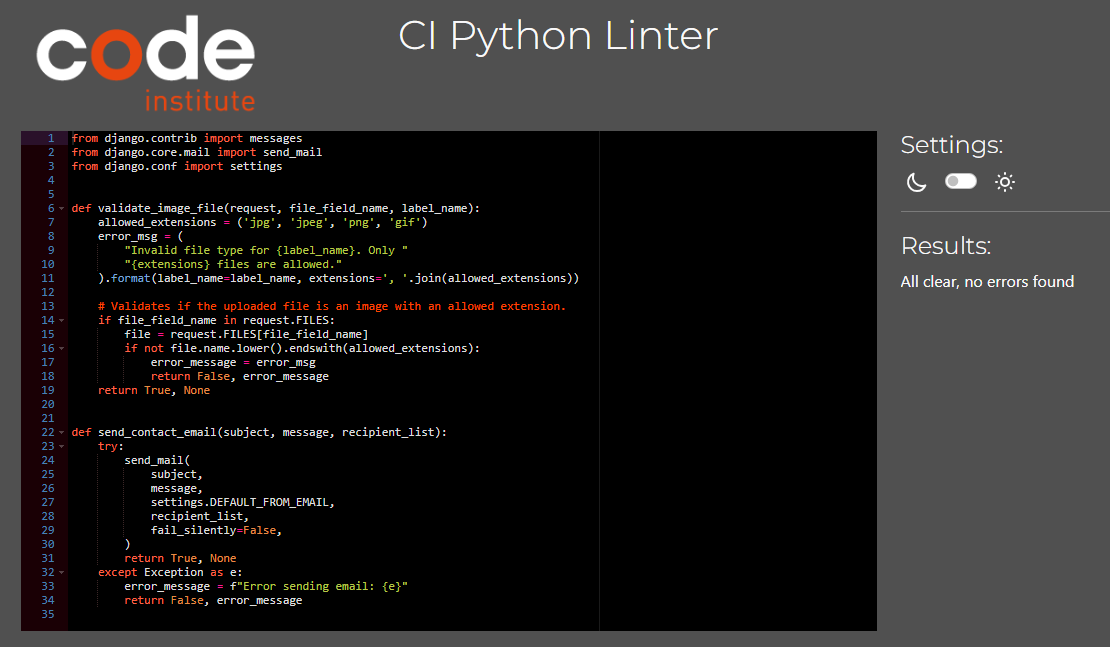 code
institute
CI Python Linter
1 from django.contrib import messages
2 from django.core.mail import send_mail
3 from django.conf import settings
4
5
6 def validate_image_file(request, file_field_name, label_name):
7     allowed_extensions = ('jpg', 'jpeg', 'png', 'gif')
8     error_msg = (
9         "Invalid file type for {label_name}. Only "
10         "{extensions} files are allowed."
11     ).format(label_name=label_name, extensions=', '.join(allowed_extensions))
12
13     # Validates if the uploaded file is an image with an allowed extension.
14     if file_field_name in request.FILES:
15         file = request.FILES[file_field_name]
16         if not file.name.lower().endswith(allowed_extensions):
17             error_message = error_msg
18             return False, error_message
19     return True, None
20
21
22 def send_contact_email(subject, message, recipient_list):
23     try:
24         send_mail(
25             subject,
26             message,
27             settings.DEFAULT_FROM_EMAIL,
28             recipient_list,
29             fail_silently=False,
30         )
31         return True, None
32     except Exception as e:
33         error_message = f"Error sending email: {e}"
34         return False, error_message
35
Settings:
Results:
All clear, no errors found